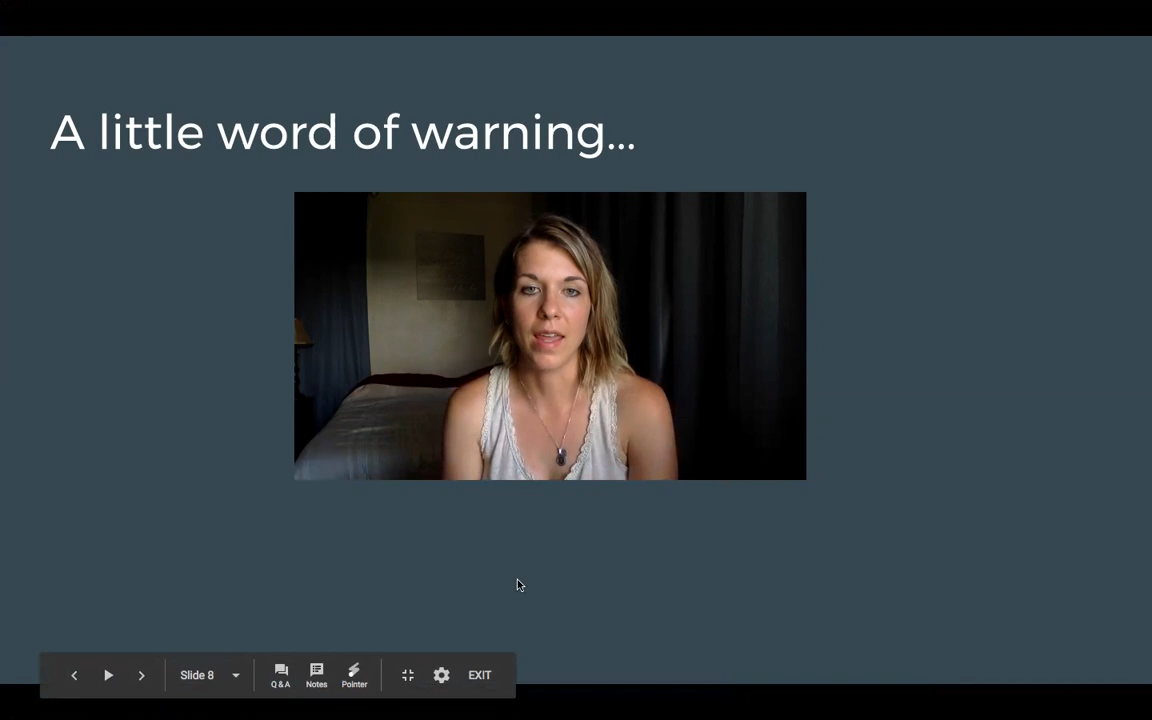 A little word of warning...
Slide 8
Q & A
Notes
Pointer
EXIT